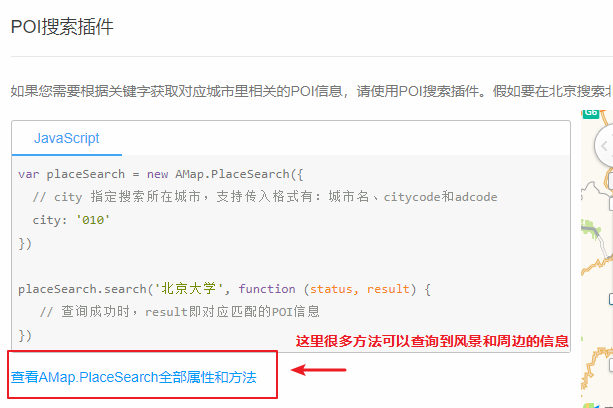 POI搜索插件
如果您需要根据关键字获取对应城市里相关的POI信息，请使用POI搜索插件。假如要在北京搜索北
G6
JavaScript
var placeSearch = new AMap.PlaceSearch({
// city 指定搜索所在城市，支持传入格式有：城市名、citycode和adcode
city: '010'
})
placeSearch.search('北京大学', function (status, result) {
// 查询成功时，result即对应匹配的POI信息
})
这里很多方法可以查询到风景和周边的信息
查看AMap.PlaceSearch全部属性和方法